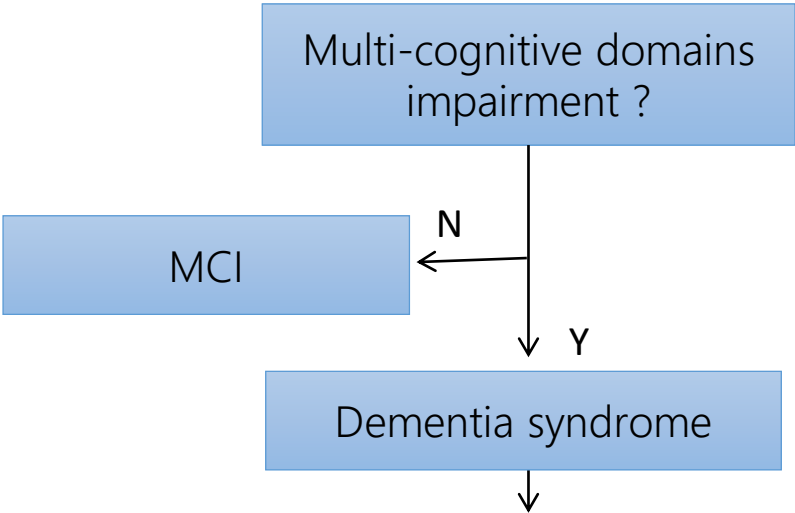 Multi-cognitive domains
impairment ?
N
MCI
Y
Dementia syndrome